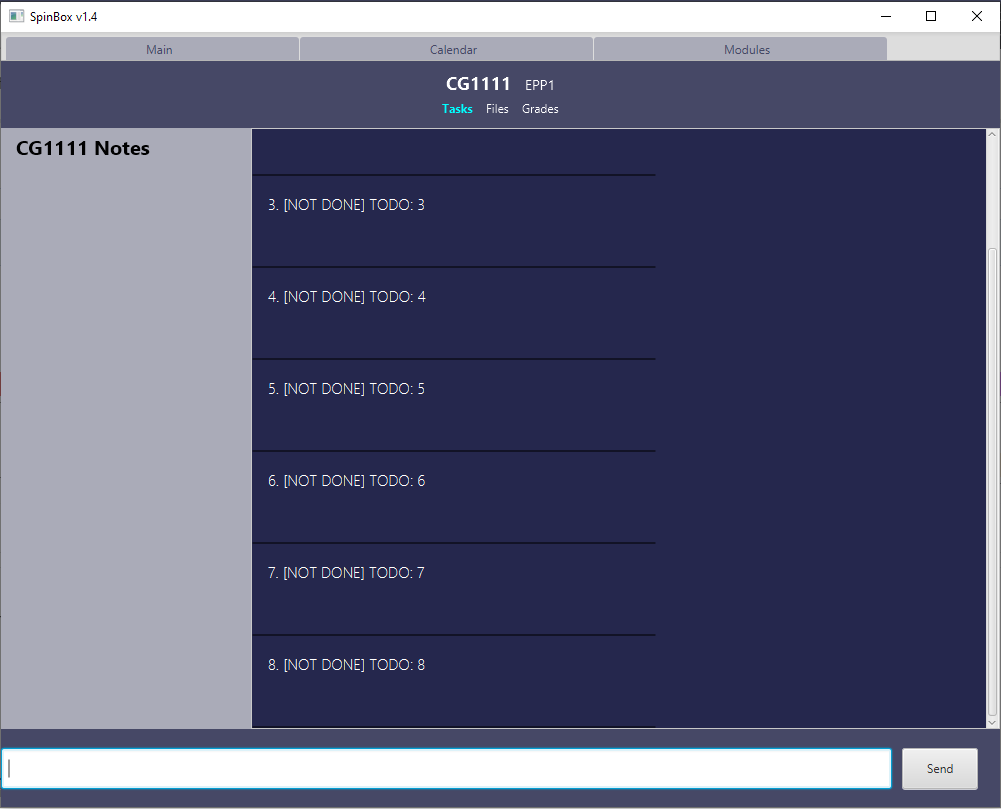 SpinBox v1.4
Main Calendar Modules
CG1111 EPP1
Tasks Files Grades
CG1111 Notes
3. [NOT DONE] TODO: 3
4. [NOT DONE] TODO: 4
5. [NOT DONE] TODO: 5
6. [NOT DONE] TODO: 6
7. [NOT DONE] TODO: 7
8. [NOT DONE] TODO: 8
Send